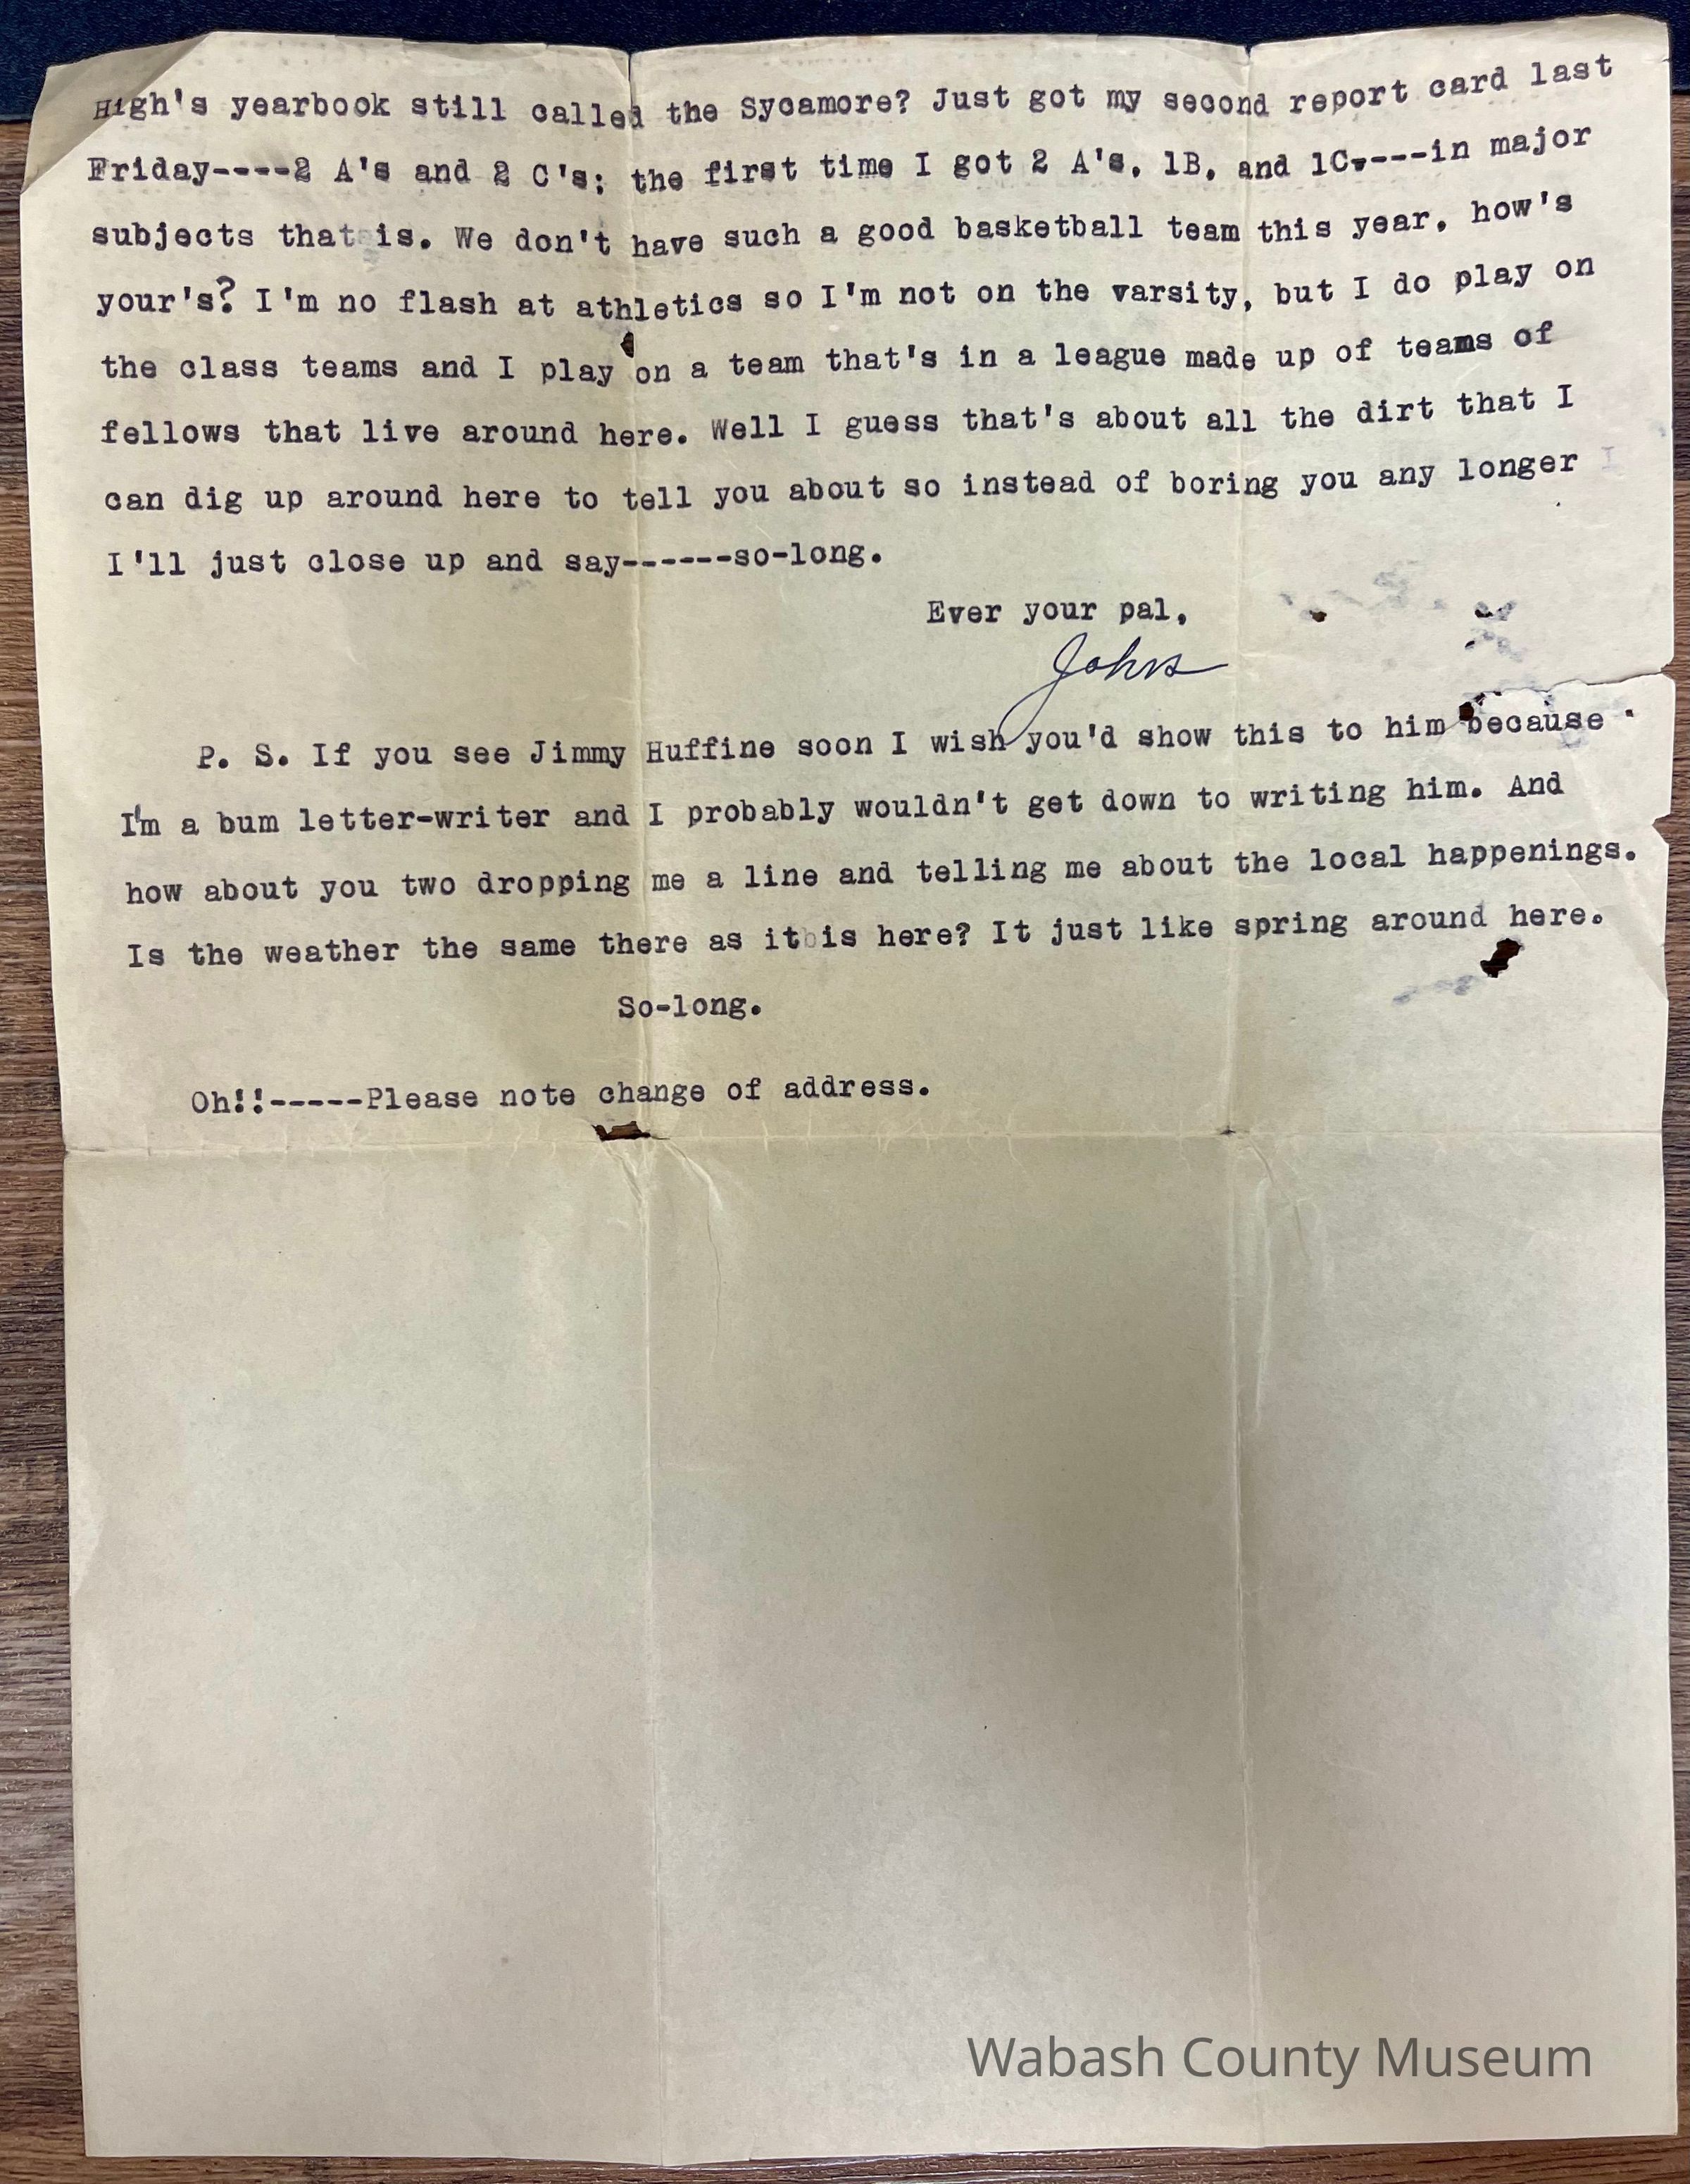 High's yearbook still called the Sycamore? Just got my second report card last
Friday----2 A's and 2 C's; the first time I got 2 A's, 1B, and 1C,----in major
subjects that is. We don't have such a good basketball team this year, how's
your's? I'm no flash at athletics so I'm not on the varsity, but I do play on
the class teams and I play on a team that's in a league made up of teams of
fellows that live around here. Well I guess that's about all the dirt that I
can dig up around here to tell you about so instead of boring you any longer I
I'll just close up and say------so-long.
Ever your pal,
John
P. S. If you see Jimmy Huffine soon I wish you'd show this to him because
I'm a bum letter-writer and I probably wouldn't get down to writing him. And
how about you two dropping me a line and telling me about the local happenings.
Is the weather the same there as it is here? It just like spring around here.
So-long.
Oh!!-----Please note change of address.
Wabash County Museum